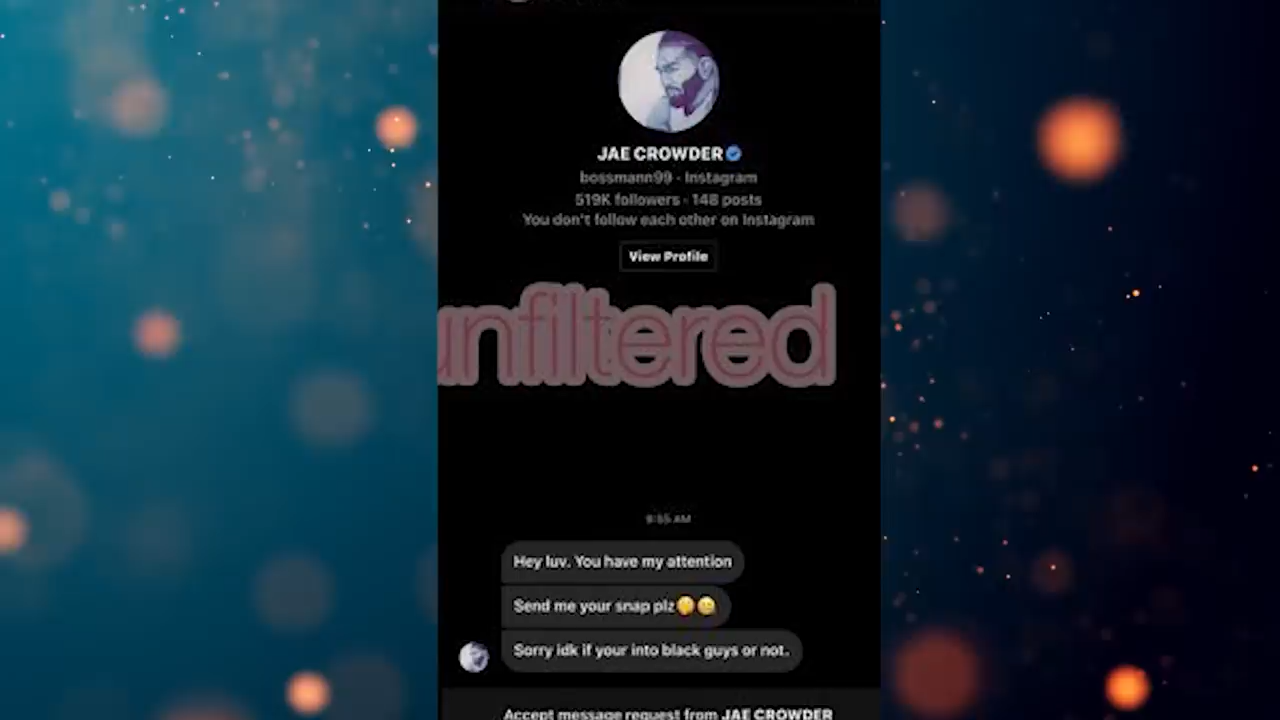 JAE CROWDER
bossmann99 · Instagram
519K followers · 148 posts
You don't follow each other on Instagram
View Profile
unfiltered
9:55 AM
Hey luv. You have my attention
Send me your snap plz🤫🙂
Sorry idk if your into black guys or not.
Accept message request from JAE CROWDER